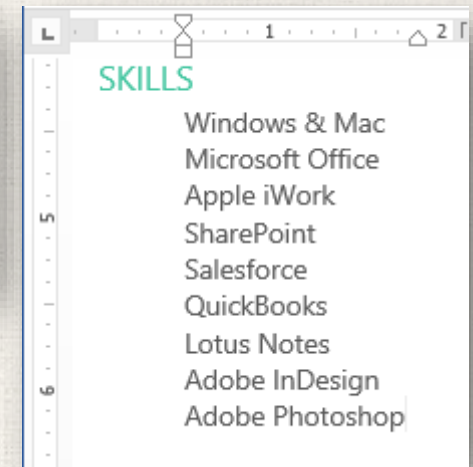 L 1 2
SKILLS
Windows & Mac
Microsoft Office
Apple iWork
SharePoint
5
Salesforce
QuickBooks
Lotus Notes
Adobe InDesign
6
Adobe Photoshop